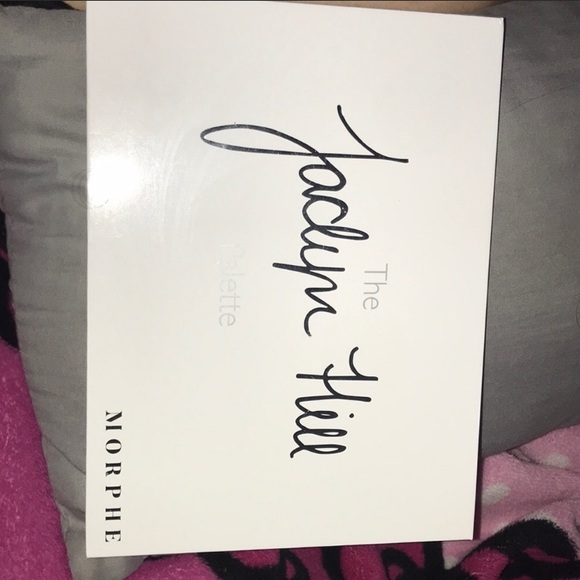 The
Jaclyn Hill
Palette
MORPHE